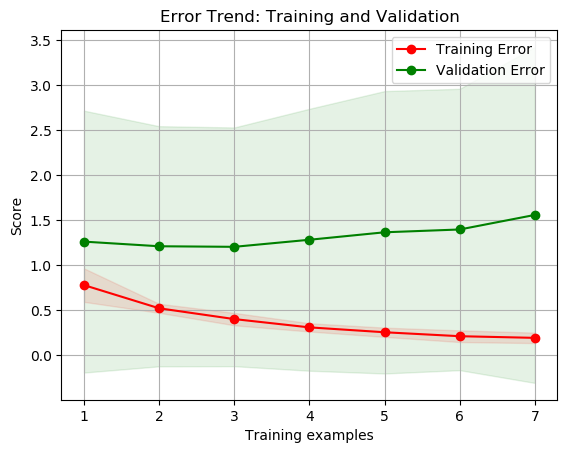 Error Trend: Training and Validation
Training Error
Validation Error
Score
3.5
3.0
2.5
2.0
1.5
1.0
0.5
0.0
1 2 3 4 5 6 7
Training examples